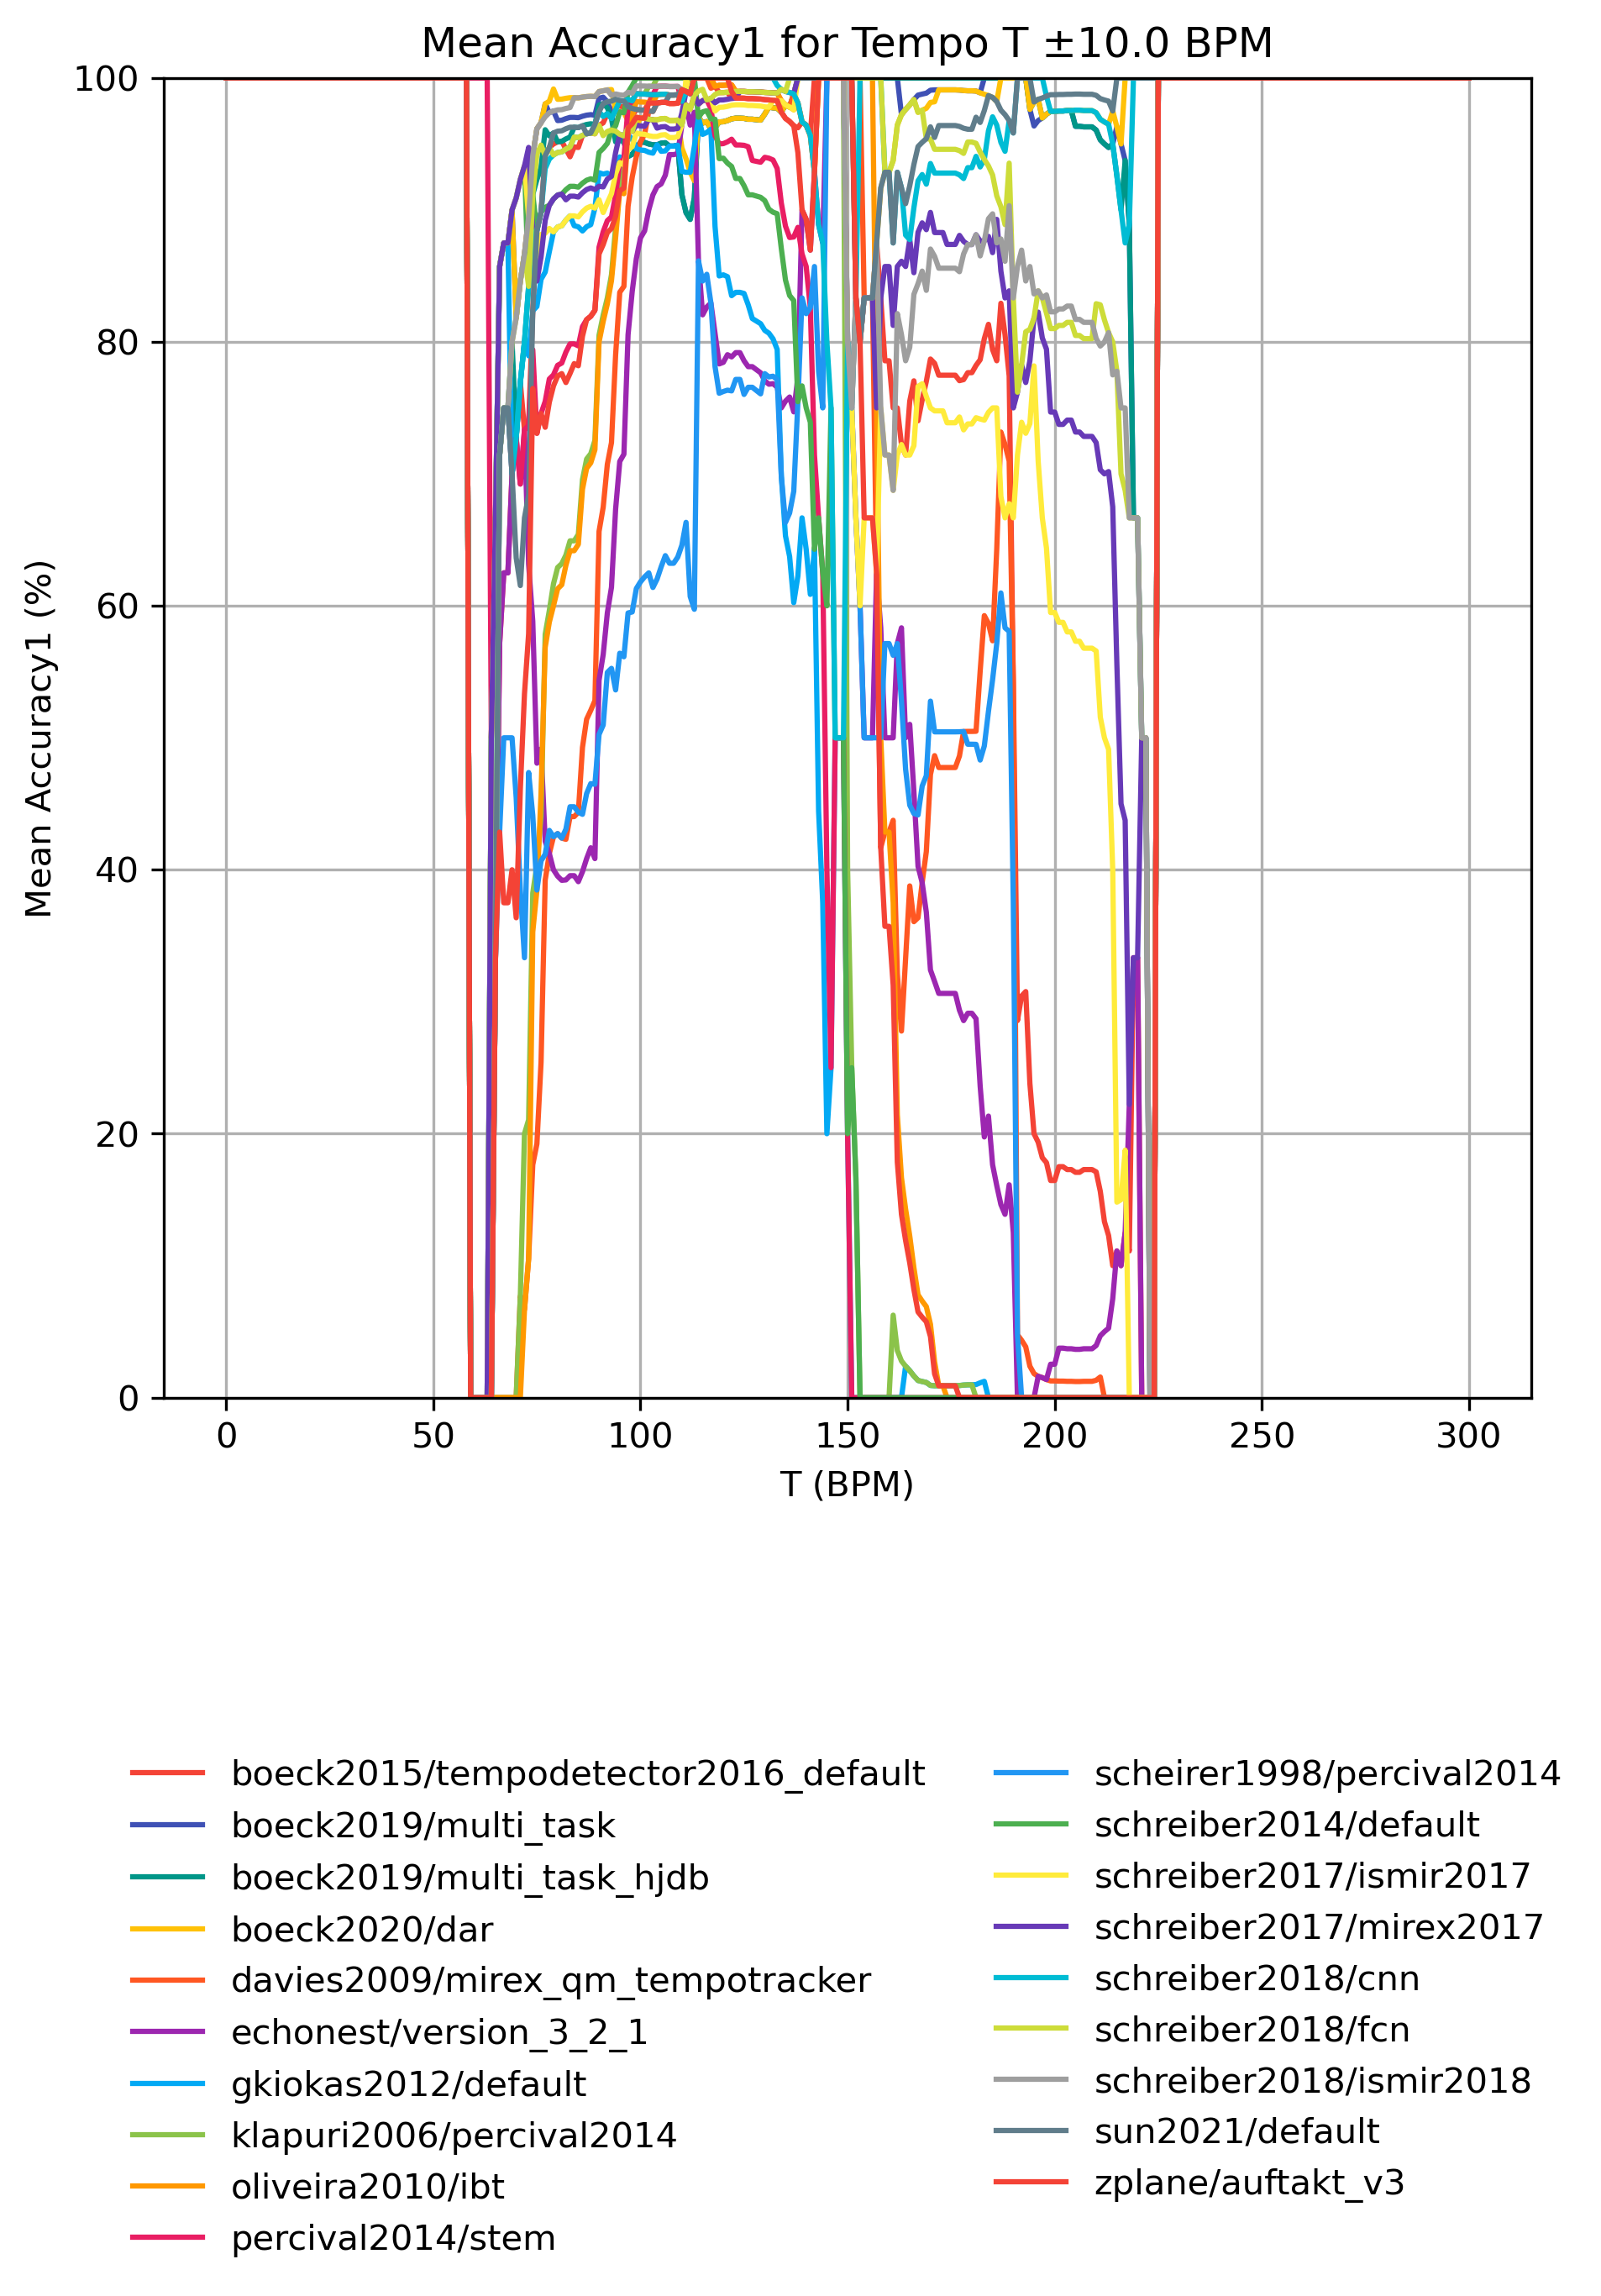 Mean Accuracy1 for Tempo T ±10.0 BPM
100
80
60
40
20
0
Mean Accuracy1 (%)
0 50 100 150 200 250 300
T (BPM)
boeck2015/tempodetector2016_default
boeck2019/multi_task
boeck2019/multi_task_hjdb
boeck2020/dar
davies2009/mirex_qm_tempotracker
echonest/version_3_2_1
gkiokas2012/default
klapuri2006/percival2014
oliveira2010/ibt
percival2014/stem
scheirer1998/percival2014
schreiber2014/default
schreiber2017/ismir2017
schreiber2017/mirex2017
schreiber2018/cnn
schreiber2018/fcn
schreiber2018/ismir2018
sun2021/default
zplane/auftakt_v3